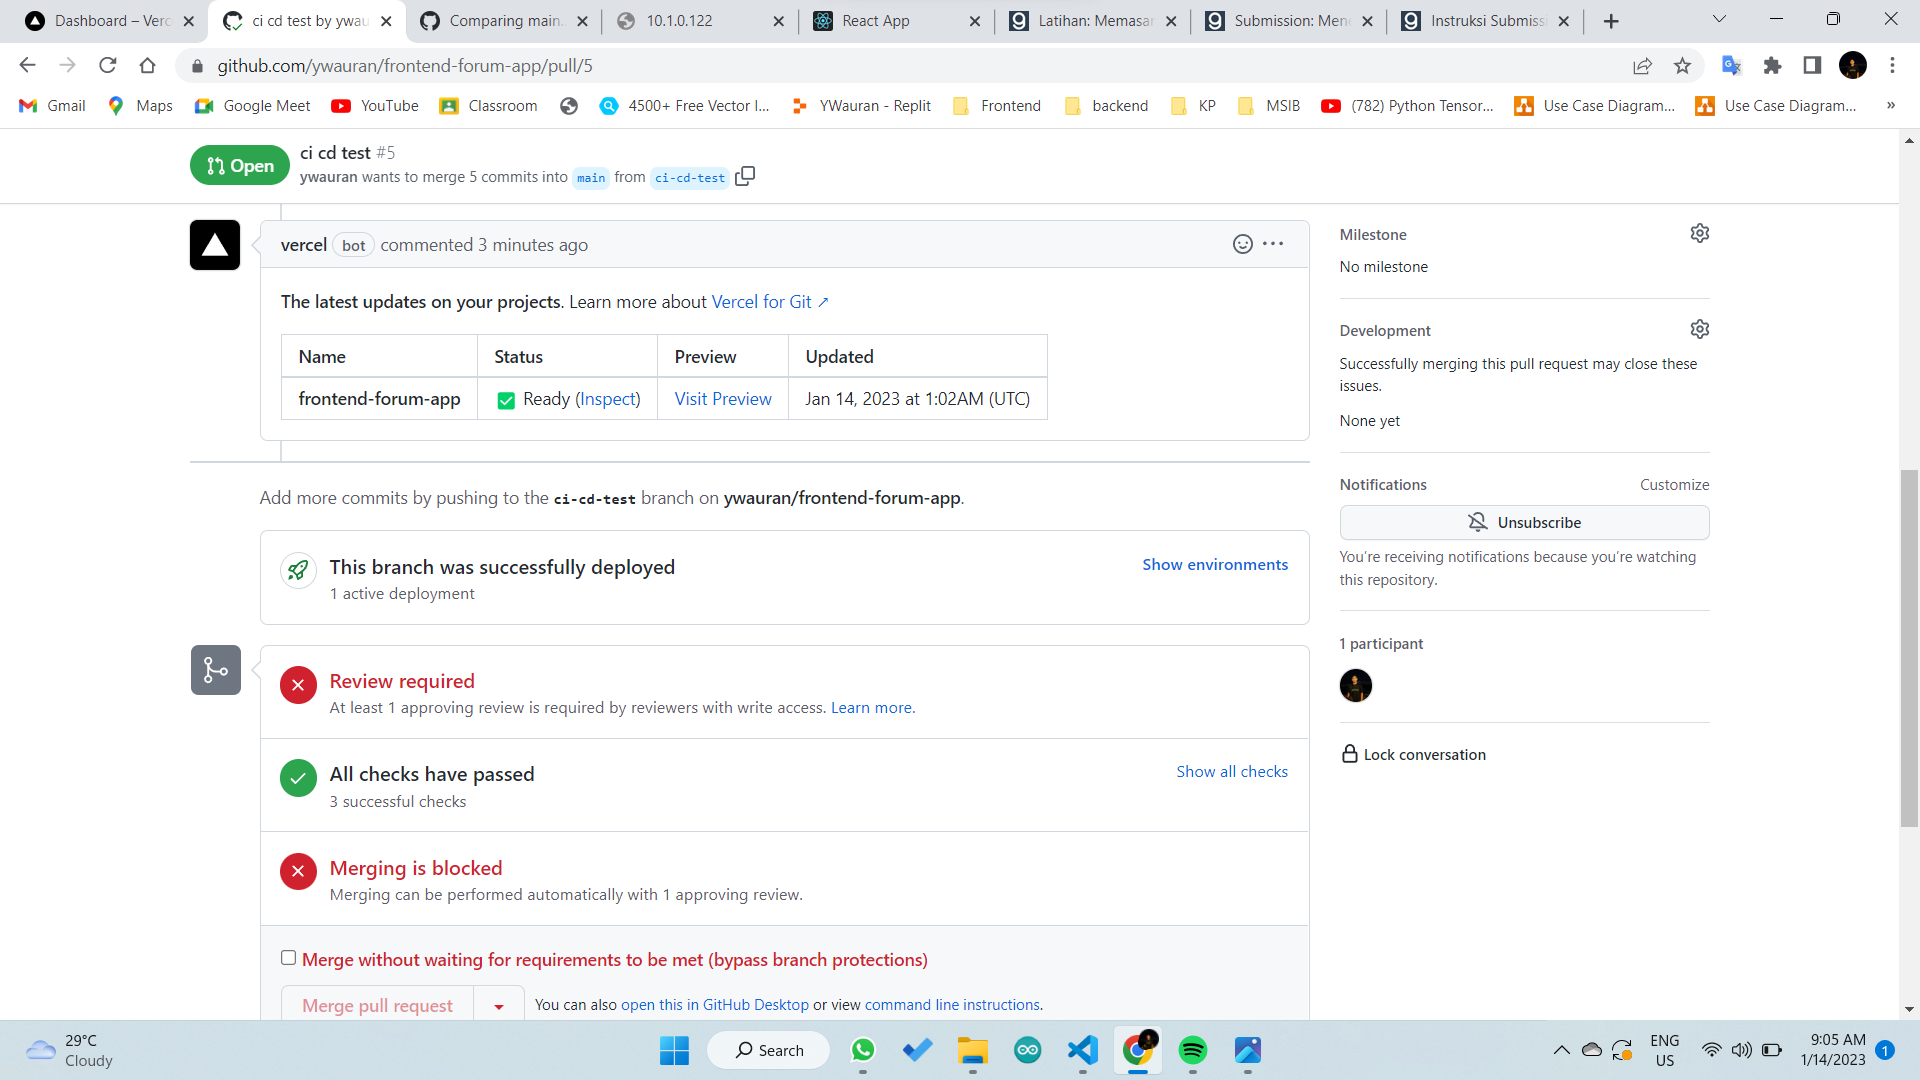 Dashboard – Verc
ci cd test by ywau
Comparing main.
10.1.0.122
React App
Latihan: Memasa
Submission: Mene
Instruksi Submiss
github.com/ywauran/frontend-forum-app/pull/5
Gmail
Maps
Google Meet
YouTube
Classroom
4500+ Free Vector I...
YWauran - Replit
Frontend
backend
KP
MSIB
(782) Python Tensor...
Use Case Diagram...
Use Case Diagram...
»
Open
ci cd test #5
ywauran wants to merge 5 commits into main from ci-cd-test
vercel bot commented 3 minutes ago
The latest updates on your projects. Learn more about Vercel for Git ↗
Name Status Preview Updated
frontend-forum-app ✅ Ready (Inspect) Visit Preview Jan 14, 2023 at 1:02AM (UTC)
Add more commits by pushing to the ci-cd-test branch on ywauran/frontend-forum-app.
This branch was successfully deployed
1 active deployment
Show environments
Review required
At least 1 approving review is required by reviewers with write access. Learn more.
All checks have passed
3 successful checks
Show all checks
Merging is blocked
Merging can be performed automatically with 1 approving review.
Merge without waiting for requirements to be met (bypass branch protections)
Merge pull request
You can also open this in GitHub Desktop or view command line instructions.
Milestone
No milestone
Development
Successfully merging this pull request may close these
issues.
None yet
Notifications
Customize
Unsubscribe
You're receiving notifications because you're watching
this repository.
1 participant
Lock conversation
29°C
Cloudy
Search
ENG
US
9:05 AM
1/14/2023
1